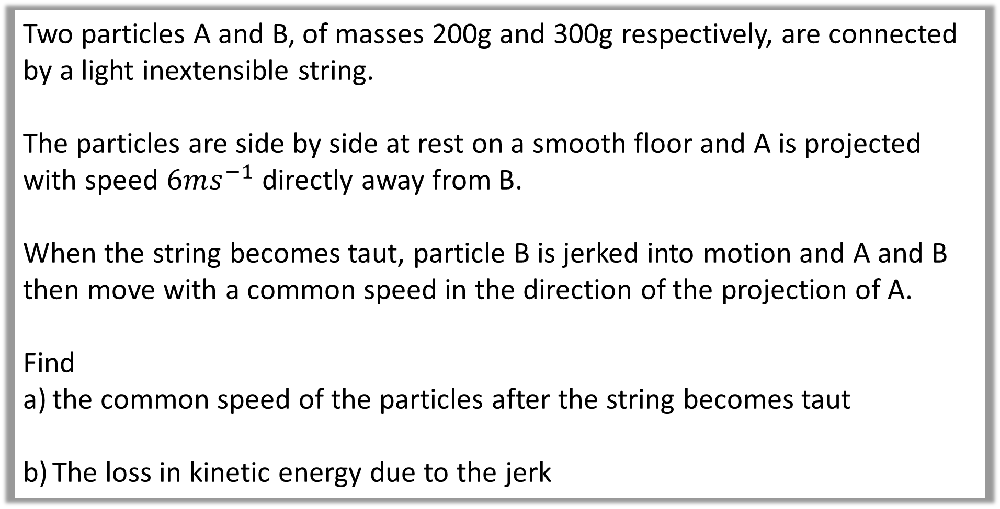 Two particles A and B, of masses 200g and 300g respectively, are connected
by a light inextensible string.
The particles are side by side at rest on a smooth floor and A is projected
with speed 6ms⁻¹ directly away from B.
When the string becomes taut, particle B is jerked into motion and A and B
then move with a common speed in the direction of the projection of A.
Find
a) the common speed of the particles after the string becomes taut
b) The loss in kinetic energy due to the jerk